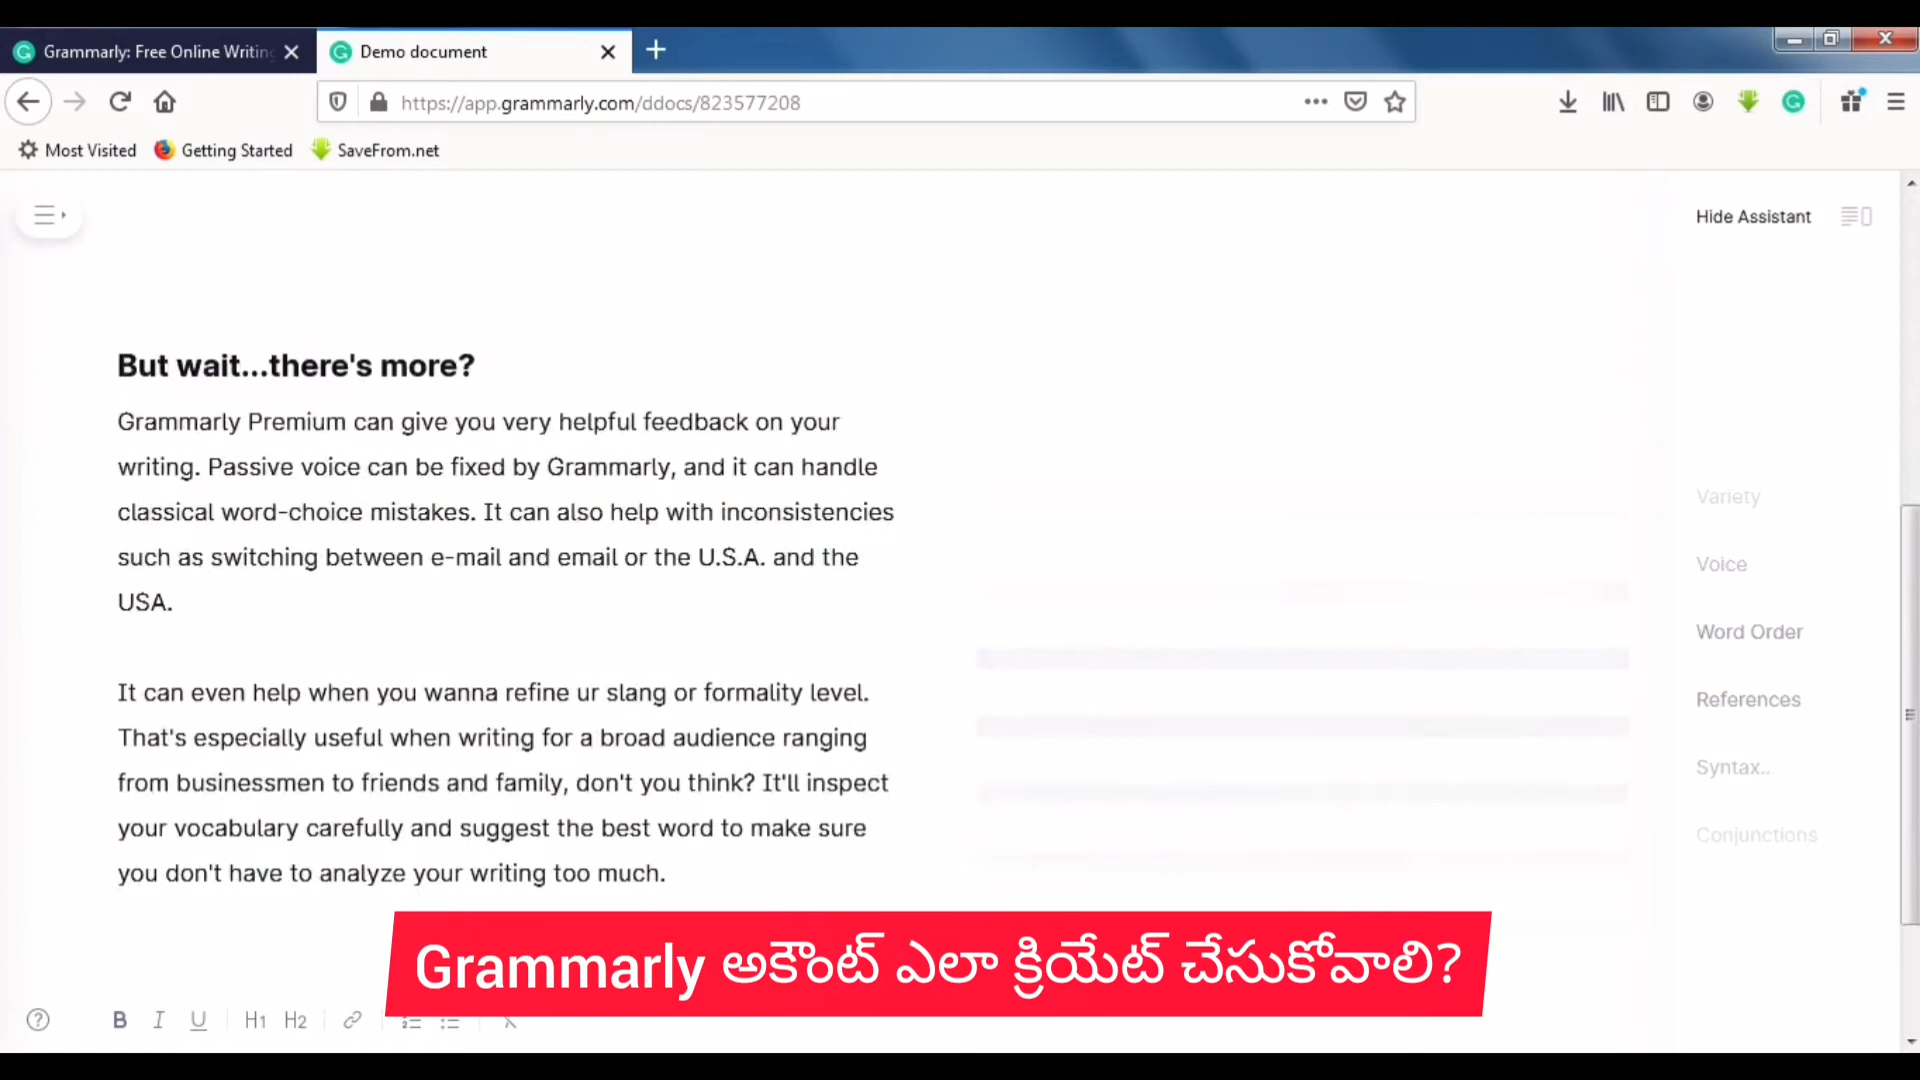 Grammarly: Free Online Writing
Demo document
https://app.grammarly.com/ddocs/823577208
Most Visited
Getting Started
SaveFrom.net
Hide Assistant
But wait...there's more?
Grammarly Premium can give you very helpful feedback on your
writing. Passive voice can be fixed by Grammarly, and it can handle
classical word-choice mistakes. It can also help with inconsistencies
such as switching between e-mail and email or the U.S.A. and the
USA.
It can even help when you wanna refine ur slang or formality level.
That's especially useful when writing for a broad audience ranging
from businessmen to friends and family, don't you think? It'll inspect
your vocabulary carefully and suggest the best word to make sure
you don't have to analyze your writing too much.
Variety
Voice
Word Order
References
Syntax...
Conjunctions
Grammarly అకౌంట్ ఎలా క్రియేట్ చేసుకోవాలి?
B I U H1 H2